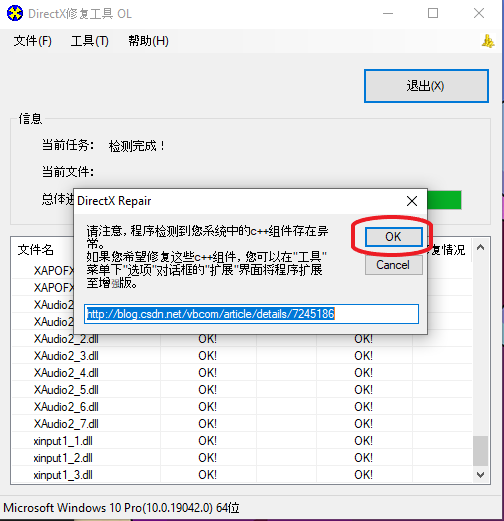 DirectX修复工具 OL
文件(F) 工具(T) 帮助(H)
退出(X)
信息
当前任务: 检测完成！
当前文件:
总体进
DirectX Repair
请注意，程序检测到您系统中的c++组件存在异
常。
如果您希望修复这些c++组件，您可以在"工具"
菜单下"选项"对话框的"扩展"界面将程序扩展
至增强版。
OK
Cancel
http://blog.csdn.net/vbcom/article/details/7245186
文件名 复情况
XAPOFX
XAudio2_
XAudio2_2.dll OK! OK!
XAudio2_3.dll OK! OK!
XAudio2_4.dll OK! OK!
XAudio2_5.dll OK! OK!
XAudio2_6.dll OK! OK!
XAudio2_7.dll OK! OK!
xinput1_1.dll OK! OK!
xinput1_2.dll OK! OK!
xinput1_3.dll OK! OK!
Microsoft Windows 10 Pro(10.0.19042.0) 64位